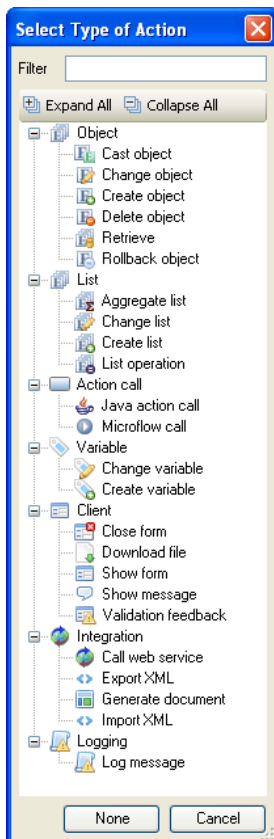 Select Type of Action
Filter
Expand All Collapse All
Object
Cast object
Change object
Create object
Delete object
Retrieve
Rollback object
List
Aggregate list
Change list
Create list
List operation
Action call
Java action call
Microflow call
Variable
Change variable
Create variable
Client
Close form
Download file
Show form
Show message
Validation feedback
Integration
Call web service
Export XML
Generate document
Import XML
Logging
Log message
None Cancel